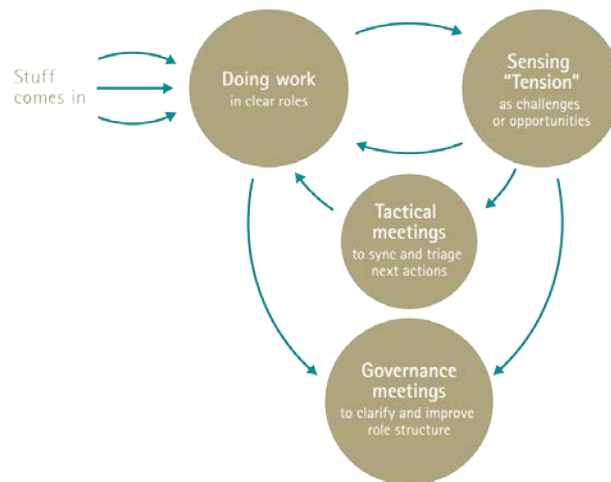 Stuff
comes in
Doing work
in clear roles
Sensing
"Tension"
as challenges
or opportunities
Tactical
meetings
to sync and triage
next actions
Governance
meetings
to clarify and improve
role structure